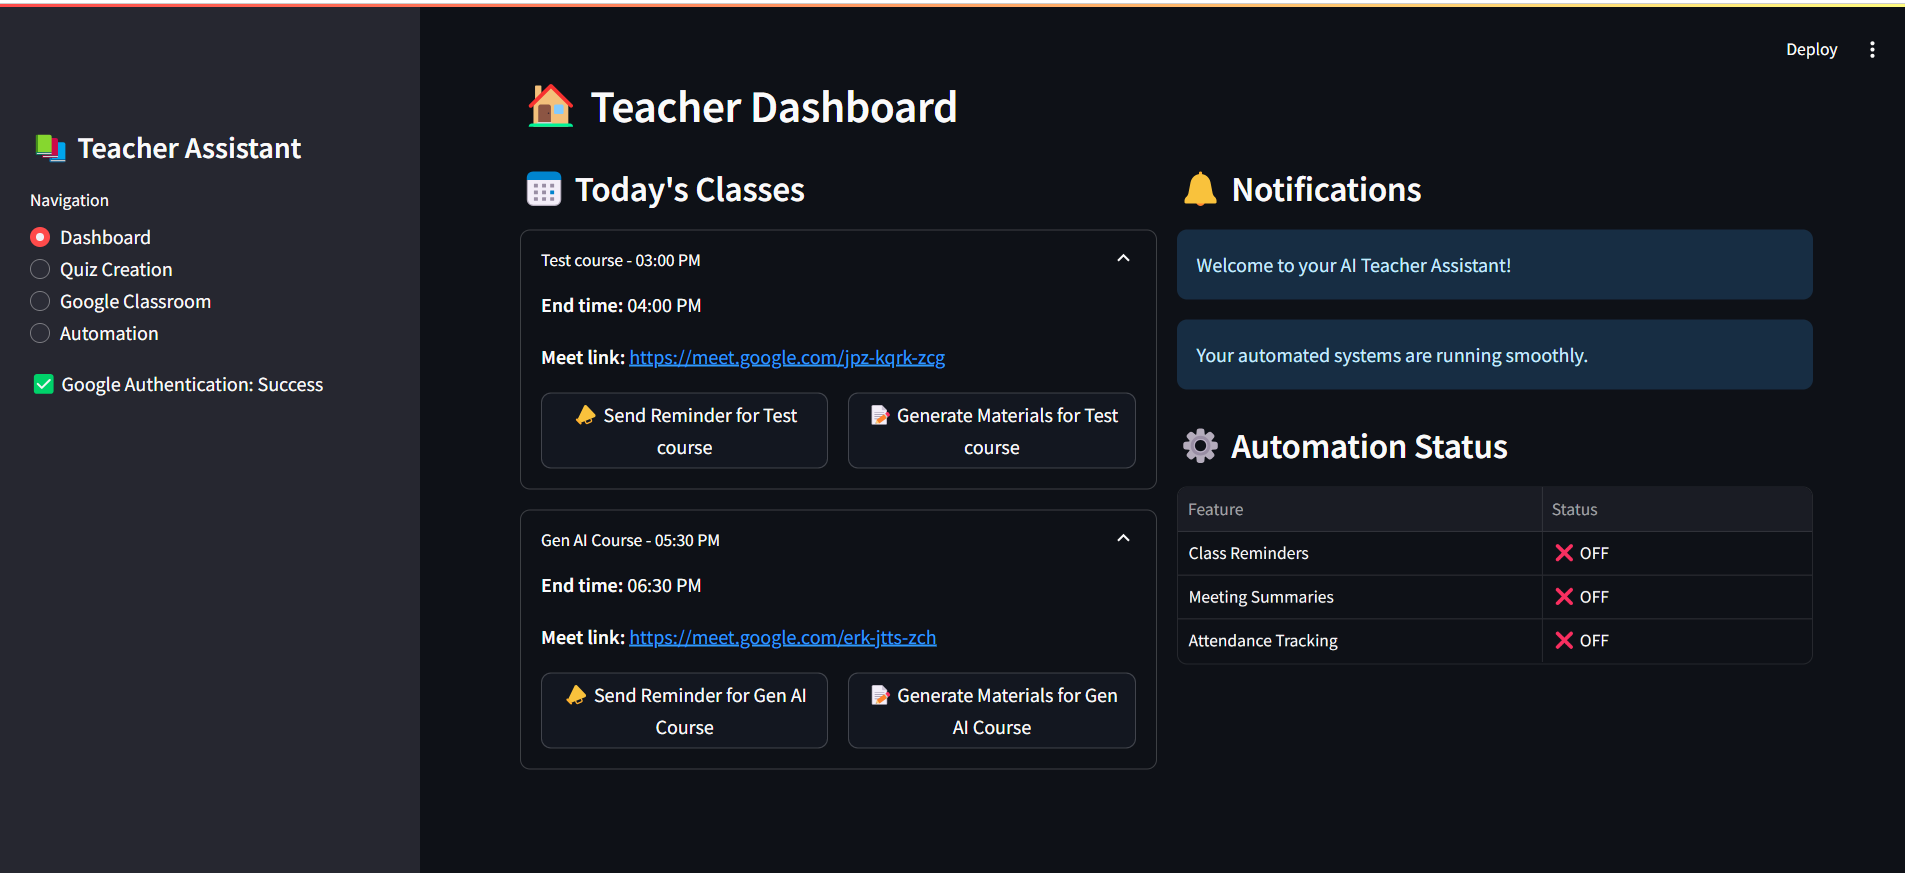 Deploy
Teacher Assistant
Navigation
Dashboard
Quiz Creation
Google Classroom
Automation
Google Authentication: Success
Teacher Dashboard
Today's Classes
Test course - 03:00 PM
End time: 04:00 PM
Meet link: https://meet.google.com/jpz-kqrk-zcg
Send Reminder for Test
course
Generate Materials for Test
course
Gen AI Course - 05:30 PM
End time: 06:30 PM
Meet link: https://meet.google.com/erk-jtts-zch
Send Reminder for Gen AI
Course
Generate Materials for Gen
AI Course
Notifications
Welcome to your AI Teacher Assistant!
Your automated systems are running smoothly.
Automation Status
Feature Status
Class Reminders OFF
Meeting Summaries OFF
Attendance Tracking OFF